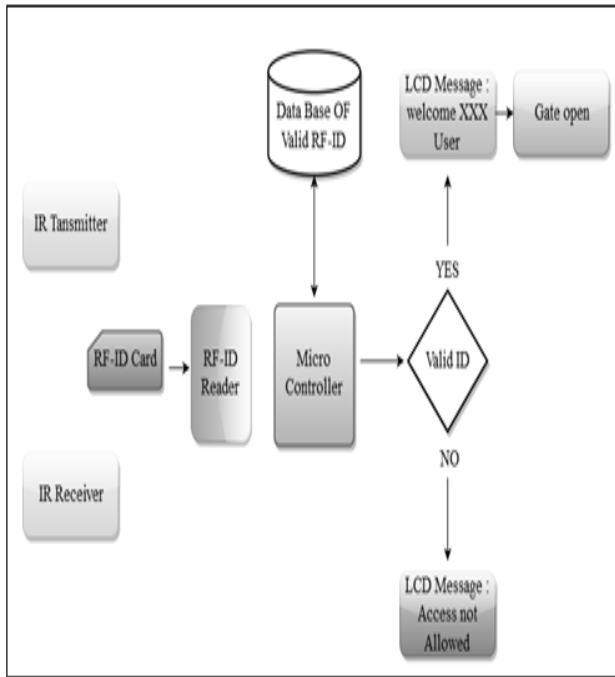 Data Base OF
Valid RF-ID
LCD Message :
welcome XXX
User
Gate open
IR Tansmitter
YES
RF-ID Card
RF-ID
Reader
Micro
Controller
Valid ID
NO
IR Receiver
LCD Message :
Access not
Allowed